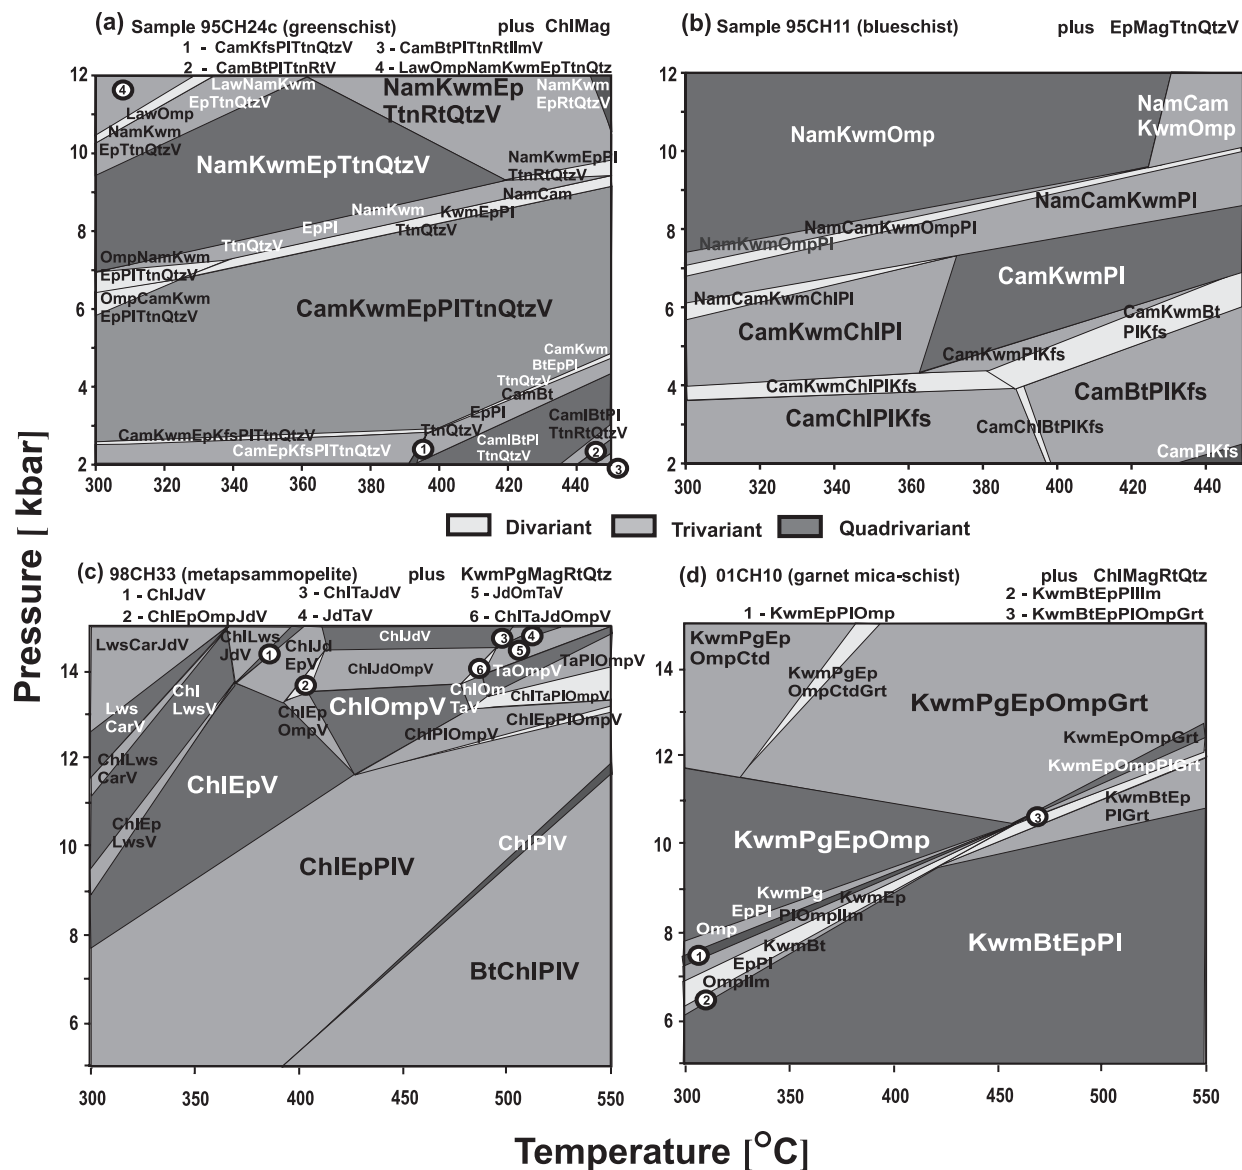 (a) Sample 95CH24c (greenschist) plus ChlMag
1 - CamKfsPlTtnQtzV 3 - CamBtPlTtnRtIlmV
2 - CamBtPlTtnRtV 4 - LawOmpNamKwmEpTtnQtz
12
10
8
6
4
2
300 320 340 360 380 400 420 440
4
LawNamKwm
EpTtnQtzV
LawOmp
NamKwm
EpTtnQtzV
NamKwmEp
TtnRtQtzV
NamKwm
EpRtQtzV
NamKwmEpTtnQtzV
NamKwmEpPl
TtnRtQtzV
NamCam
KwmEpPl
TtnQtzV
NamKwm
EpPl
TtnQtzV
OmpNamKwm
EpPlTtnQtzV
OmpCamKwm
EpPlTtnQtzV
CamKwmEpPlTtnQtzV
CamKwm
BtEpPl
TtnQtzV
CamBt
EpPl
TtnQtzV
CamKwmEpKfsPlTtnQtzV
CamEpKfsPlTtnQtzV
1
CamIBtPl
TtnQtzV
CamIBtPl
TtnRtQtzV
2
3
(b) Sample 95CH11 (blueschist) plus EpMagTtnQtzV
12
10
8
6
4
2
300 320 340 360 380 400 420 440
NamKwmOmp
NamCam
KwmOmp
NamCamKwmPl
NamCamKwmOmpPl
NamKwmOmpPl
CamKwmPl
NamCamKwmChlPl
CamKwmChlPl
CamKwmBt
PlKfs
CamKwmPlKfs
CamKwmChlPlKfs
CamChlPlKfs
CamBtPlKfs
CamChlBtPlKfs
CamPlKfs
Divariant Trivariant Quadrivariant
(c) 98CH33 (metapsammopelite) plus KwmPgMagRtQtz
1 - ChlJdV 3 - ChlTaJdV 5 - JdOmTaV
2 - ChlEpOmpJdV 4 - JdTaV 6 - ChlTaJdOmpV
14
12
10
8
6
300 400 450 500 550
LwsCarJdV
ChlLws
JdV
1
ChlJd
EpV
2
ChlJdV
3
4
5
6
ChlJdOmpV
TaOmpV
TaPlOmpV
Chl
LwsV
Lws
CarV
ChlLws
CarV
ChlEp
LwsV
ChlEp
OmpV
ChlOmpV
ChlOm
TaV
ChlTaPlOmpV
ChlEpPlOmpV
ChlPlOmpV
ChlEpV
ChlEpPlV
ChlPlV
BtChlPlV
(d) 01CH10 (garnet mica-schist) plus ChlMagRtQtz
2 - KwmBtEpPlIlm
1 - KwmEpPlOmp 3 - KwmBtEpPlOmpGrt
14
12
10
8
6
300 400 450 500 550
KwmPgEp
OmpCtd
KwmPgEp
OmpCtdGrt
KwmPgEpOmpGrt
KwmEpOmpGrt
KwmEpOmpPlGrt
KwmBtEp
PlGrt
3
KwmPgEpOmp
KwmPg
EpPl
Omp
KwmEp
PlOmpIlm
KwmBt
EpPl
OmpIlm
1
2
KwmBtEpPl
Pressure [ kbar]
Temperature [°C]